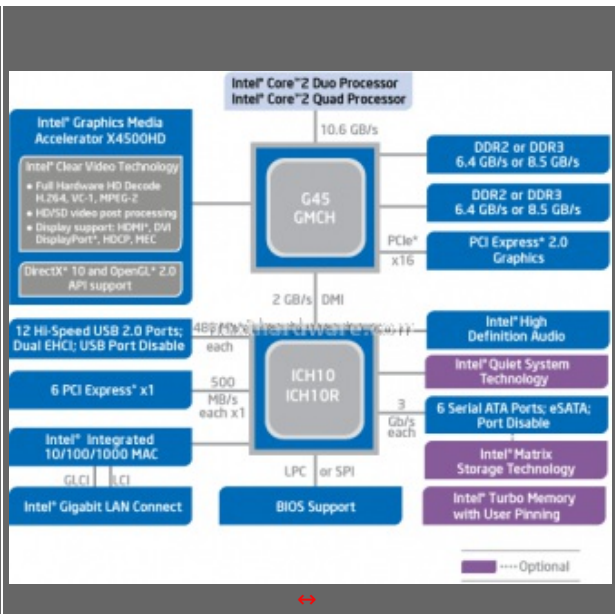 Intel® Core™2 Duo Processor
Intel® Core™2 Quad Processor
10.6 GB/s
Intel® Graphics Media
Accelerator X4500HD
Intel® Clear Video Technology
• Full Hardware HD Decode
H.264, VC-1, MPEG-2
• HD/SD video post processing
• Display support: HDMI*, DVI
DisplayPort*, HDCP, MEC
DirectX* 10 and OpenGL* 2.0
API support
G45
GMCH
DDR2 or DDR3
6.4 GB/s or 8.5 GB/s
DDR2 or DDR3
6.4 GB/s or 8.5 GB/s
PCIe*
x16
PCI Express* 2.0
Graphics
2 GB/s DMI
12 Hi-Speed USB 2.0 Ports;
Dual EHCI; USB Port Disable
480 Mb/s
each
Intel® High
Definition Audio
ICH10
ICH10R
Intel® Quiet System
Technology
6 PCI Express* x1
500
MB/s
each x1
3
Gb/s
each
6 Serial ATA Ports; eSATA;
Port Disable
Intel® Integrated
10/100/1000 MAC
Intel® Matrix
Storage Technology
GLCI LCI
LPC or SPI
Intel® Gigabit LAN Connect
BIOS Support
Intel® Turbo Memory
with User Pinning
Optional